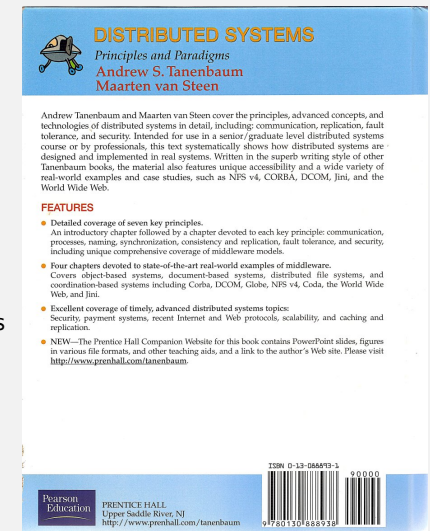 DISTRIBUTED SYSTEMS
Principles and Paradigms
Andrew S. Tanenbaum
Maarten van Steen
Andrew Tanenbaum and Maarten van Steen cover the principles, advanced concepts, and
technologies of distributed systems in detail, including: communication, replication, fault
tolerance, and security. Intended for use in a senior/graduate level distributed systems
course or by professionals, this text systematically shows how distributed systems are
designed and implemented in real systems. Written in the superb writing style of other
Tanenbaum books, the material also features unique accessibility and a wide variety of
real-world examples and case studies, such as NFS v4, CORBA, DCOM, Jini, and the
World Wide Web.
FEATURES
• Detailed coverage of seven key principles.
An introductory chapter followed by a chapter devoted to each key principle: communication,
processes, naming, synchronization, consistency and replication, fault tolerance, and security,
including unique comprehensive coverage of middleware models.
• Four chapters devoted to state-of-the-art real-world examples of middleware.
Covers object-based systems, document-based systems, distributed file systems, and
coordination-based systems including Corba, DCOM, Globe, NFS v4, Coda, the World Wide
Web, and Jini.
• Excellent coverage of timely, advanced distributed systems topics:
Security, payment systems, recent Internet and Web protocols, scalability, and caching and
replication.
s
• NEW—The Prentice Hall Companion Website for this book contains PowerPoint slides, figures
in various file formats, and other teaching aids, and a link to the author's Web site. Please visit
http://www.prenhall.com/tanenbaum.
ISBN 0-13-088893-1
90000
9 780130 888938
Pearson
Education
PRENTICE HALL
Upper Saddle River, NJ
http://www.prenhall.com/tanenbaum